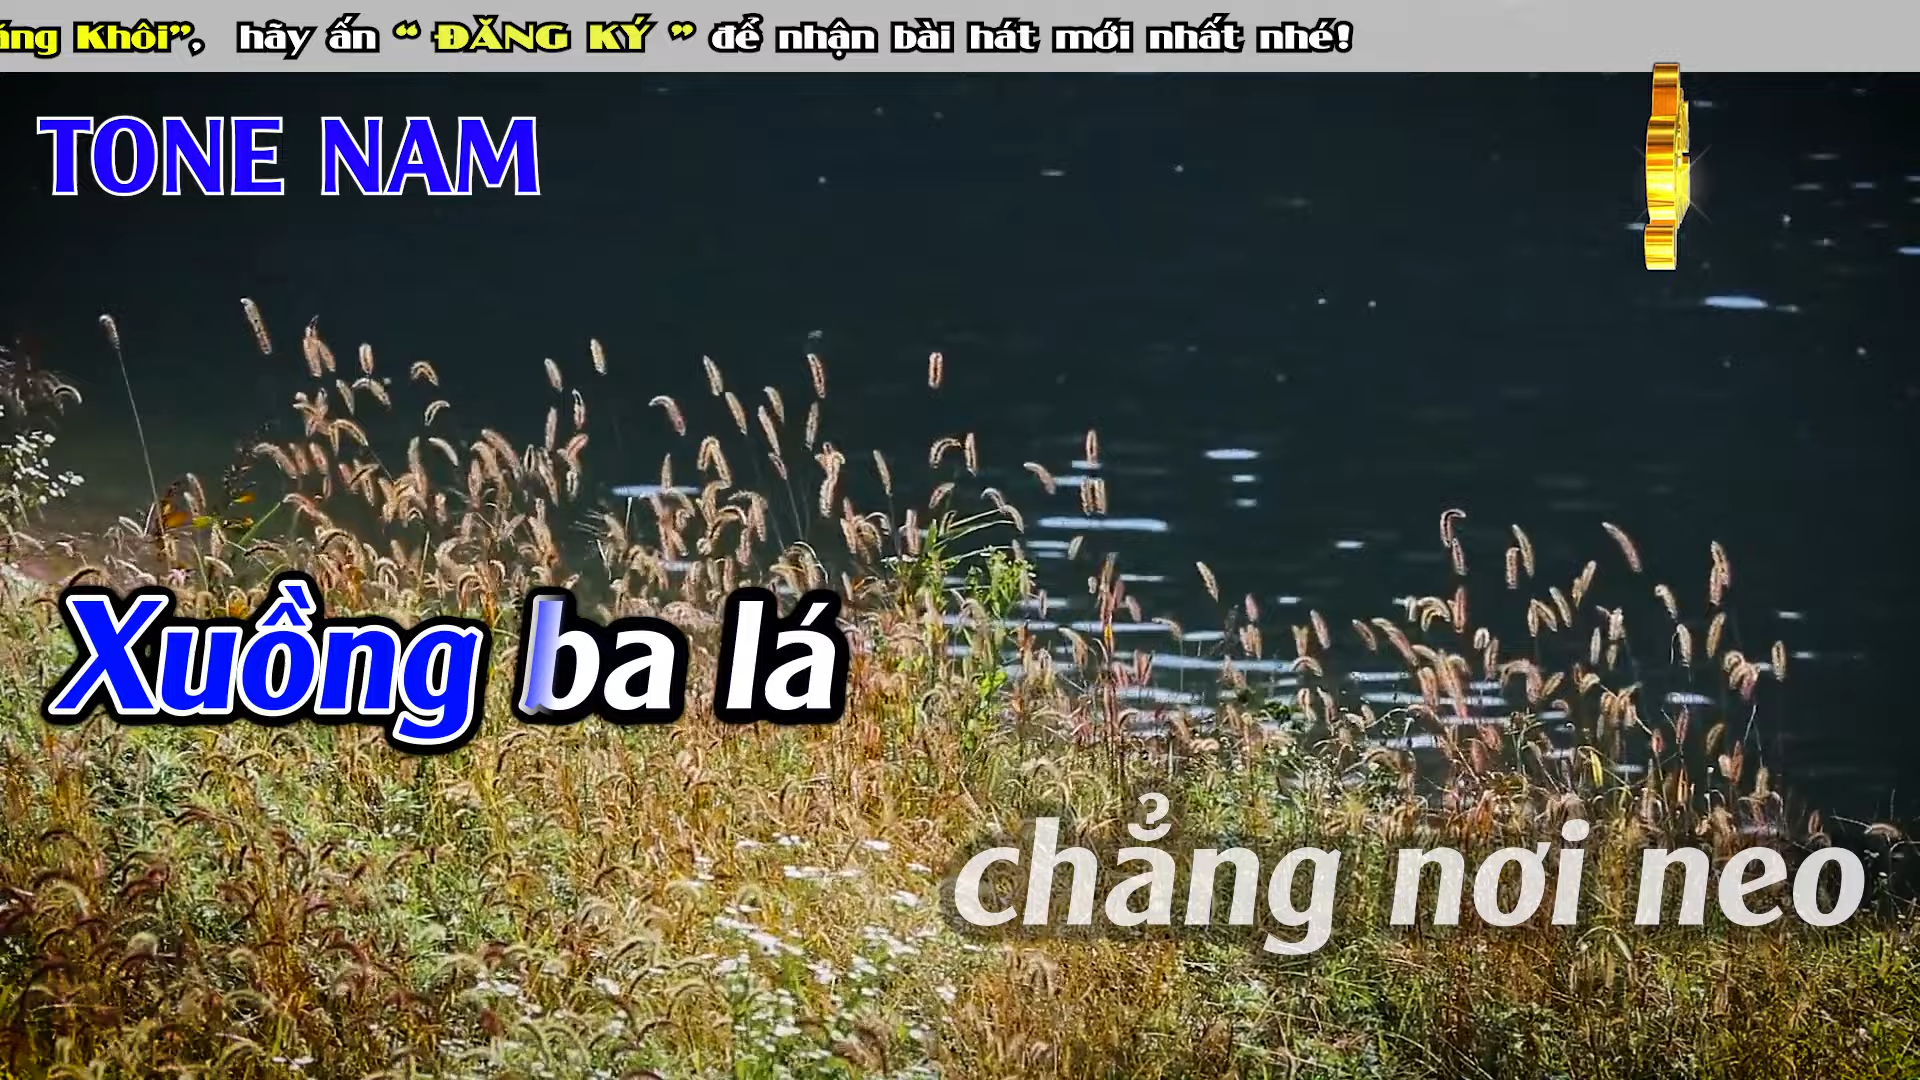 Khôi”, hãy ấn “ ĐĂNG KÝ ” để nhận bài hát mới nhất nhé!
TONE NAM
Xuồng ba lá
chẳng nơi neo